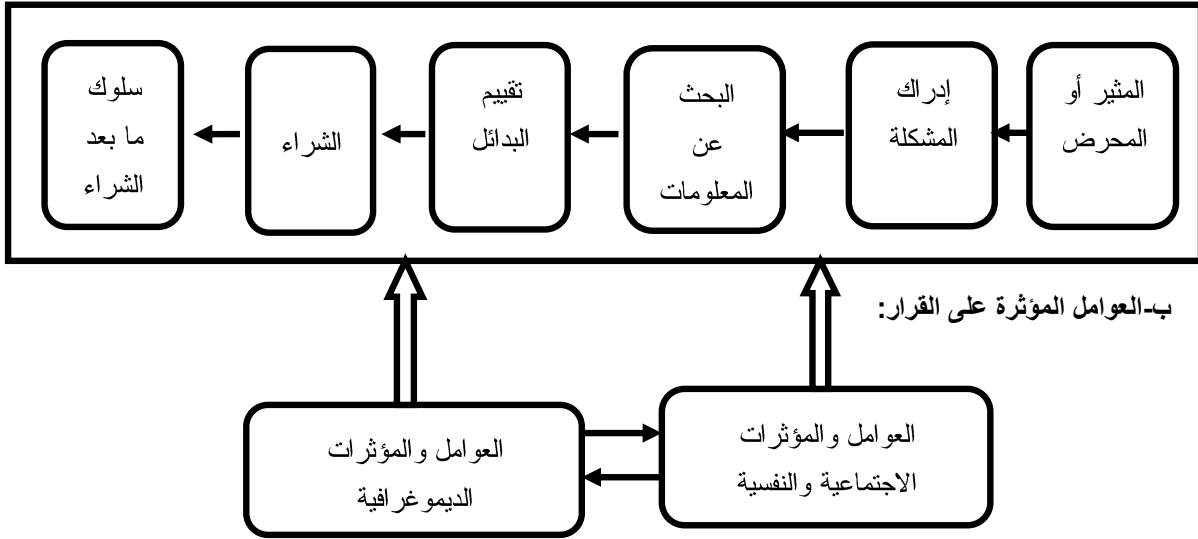 المثير أو
المحرض
إدراك
المشكلة
البحث
عن
المعلومات
تقييم
البدائل
الشراء
سلوك
ما بعد
الشراء
ب-العوامل المؤثرة على القرار:
العوامل والمؤثرات
الاجتماعية والنفسية
العوامل والمؤثرات
الديموغرافية